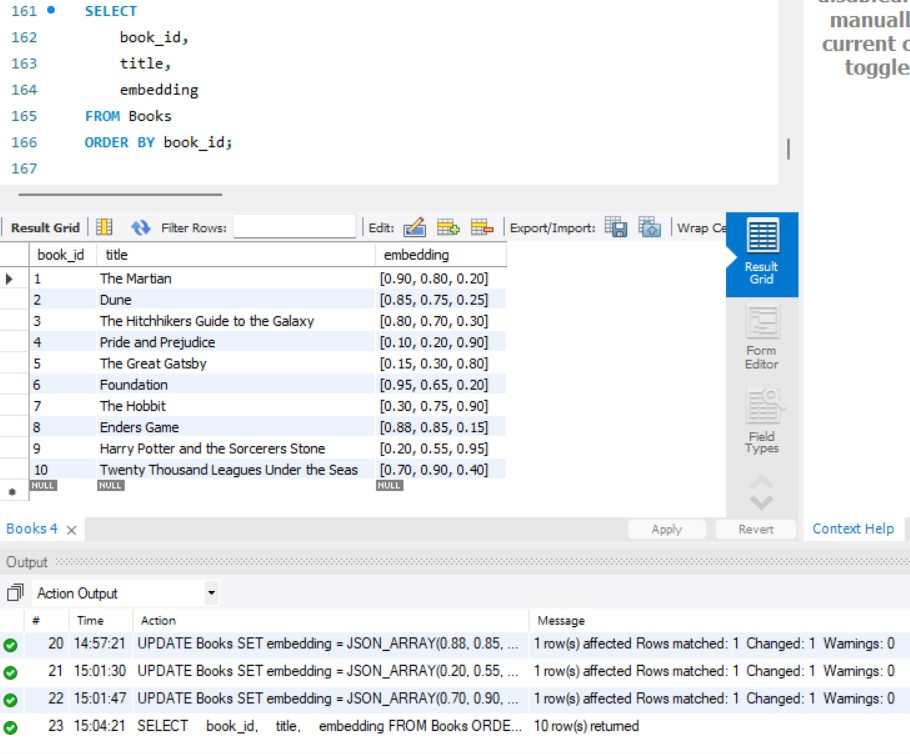 161 SELECT
162 book_id,
163 title,
164 embedding
165 FROM Books
166 ORDER BY book_id;
167
manuall
current c
toggle
Result Grid Filter Rows: Edit: Export/Import: Wrap Ce
book_id title embedding
1 The Martian [0.90, 0.80, 0.20]
2 Dune [0.85, 0.75, 0.25]
3 The Hitchhikers Guide to the Galaxy [0.80, 0.70, 0.30]
4 Pride and Prejudice [0.10, 0.20, 0.90]
5 The Great Gatsby [0.15, 0.30, 0.80]
6 Foundation [0.95, 0.65, 0.20]
7 The Hobbit [0.30, 0.75, 0.90]
8 Enders Game [0.88, 0.85, 0.15]
9 Harry Potter and the Sorcerers Stone [0.20, 0.55, 0.95]
10 Twenty Thousand Leagues Under the Seas [0.70, 0.90, 0.40]
NULL NULL NULL
Result
Grid
Form
Editor
Field
Types
Books 4 Apply Revert Context Help
Output
Action Output
# Time Action Message
20 14:57:21 UPDATE Books SET embedding = JSON_ARRAY(0.88, 0.85, ... 1 row(s) affected Rows matched: 1 Changed: 1 Warnings: 0
21 15:01:30 UPDATE Books SET embedding = JSON_ARRAY(0.20, 0.55, ... 1 row(s) affected Rows matched: 1 Changed: 1 Warnings: 0
22 15:01:47 UPDATE Books SET embedding = JSON_ARRAY(0.70, 0.90, ... 1 row(s) affected Rows matched: 1 Changed: 1 Warnings: 0
23 15:04:21 SELECT book_id, title, embedding FROM Books ORDE... 10 row(s) returned